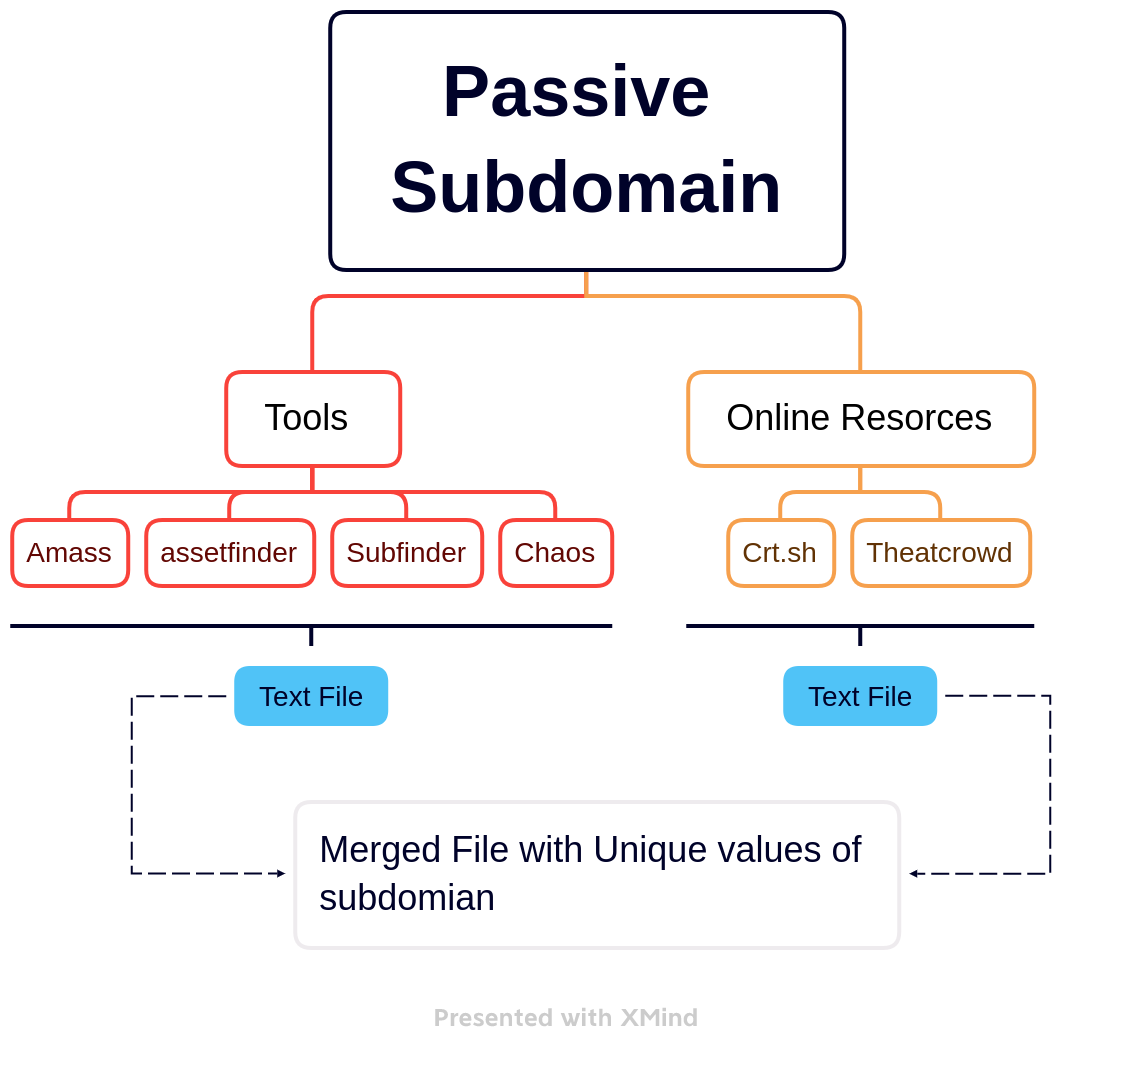 Passive
Subdomain
Tools
Online Resorces
Amass
assetfinder
Subfinder
Chaos
Crt.sh
Theatcrowd
Text File
Text File
Merged File with Unique values of
subdomian
Presented with XMind